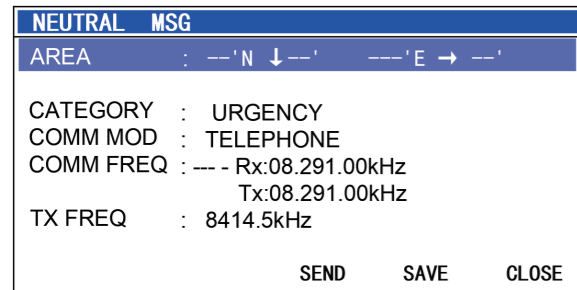 NEUTRAL MSG
AREA : --'N ↓--' ---'E → --'
CATEGORY : URGENCY
COMM MOD : TELEPHONE
COMM FREQ : --- - Rx:08.291.00kHz
Tx:08.291.00kHz
TX FREQ : 8414.5kHz
SEND SAVE CLOSE